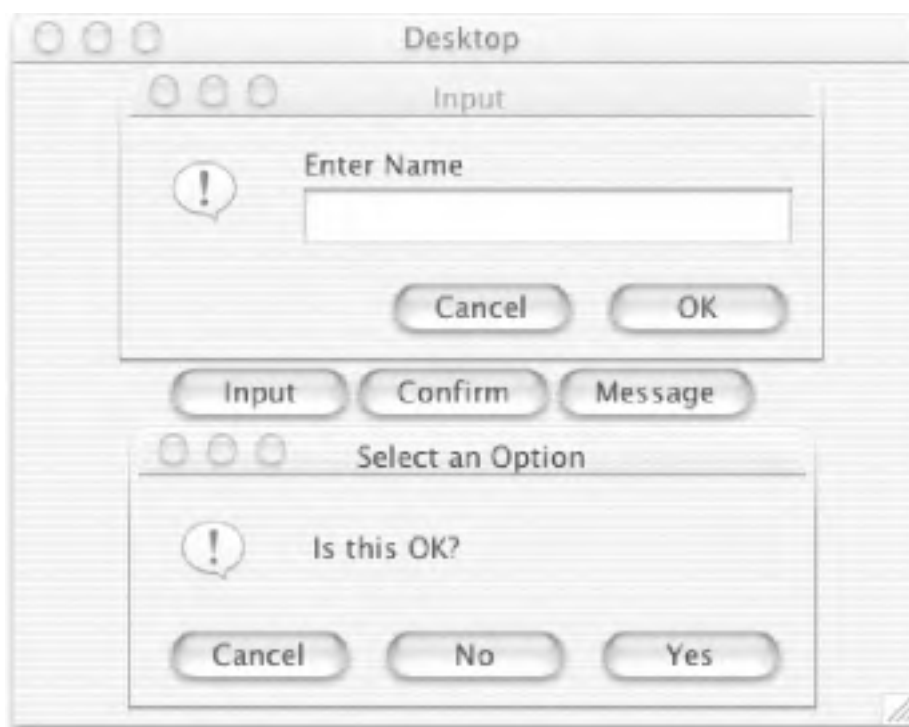 Desktop
Input
Enter Name
Cancel OK
Input Confirm Message
Select an Option
Is this OK?
Cancel No Yes